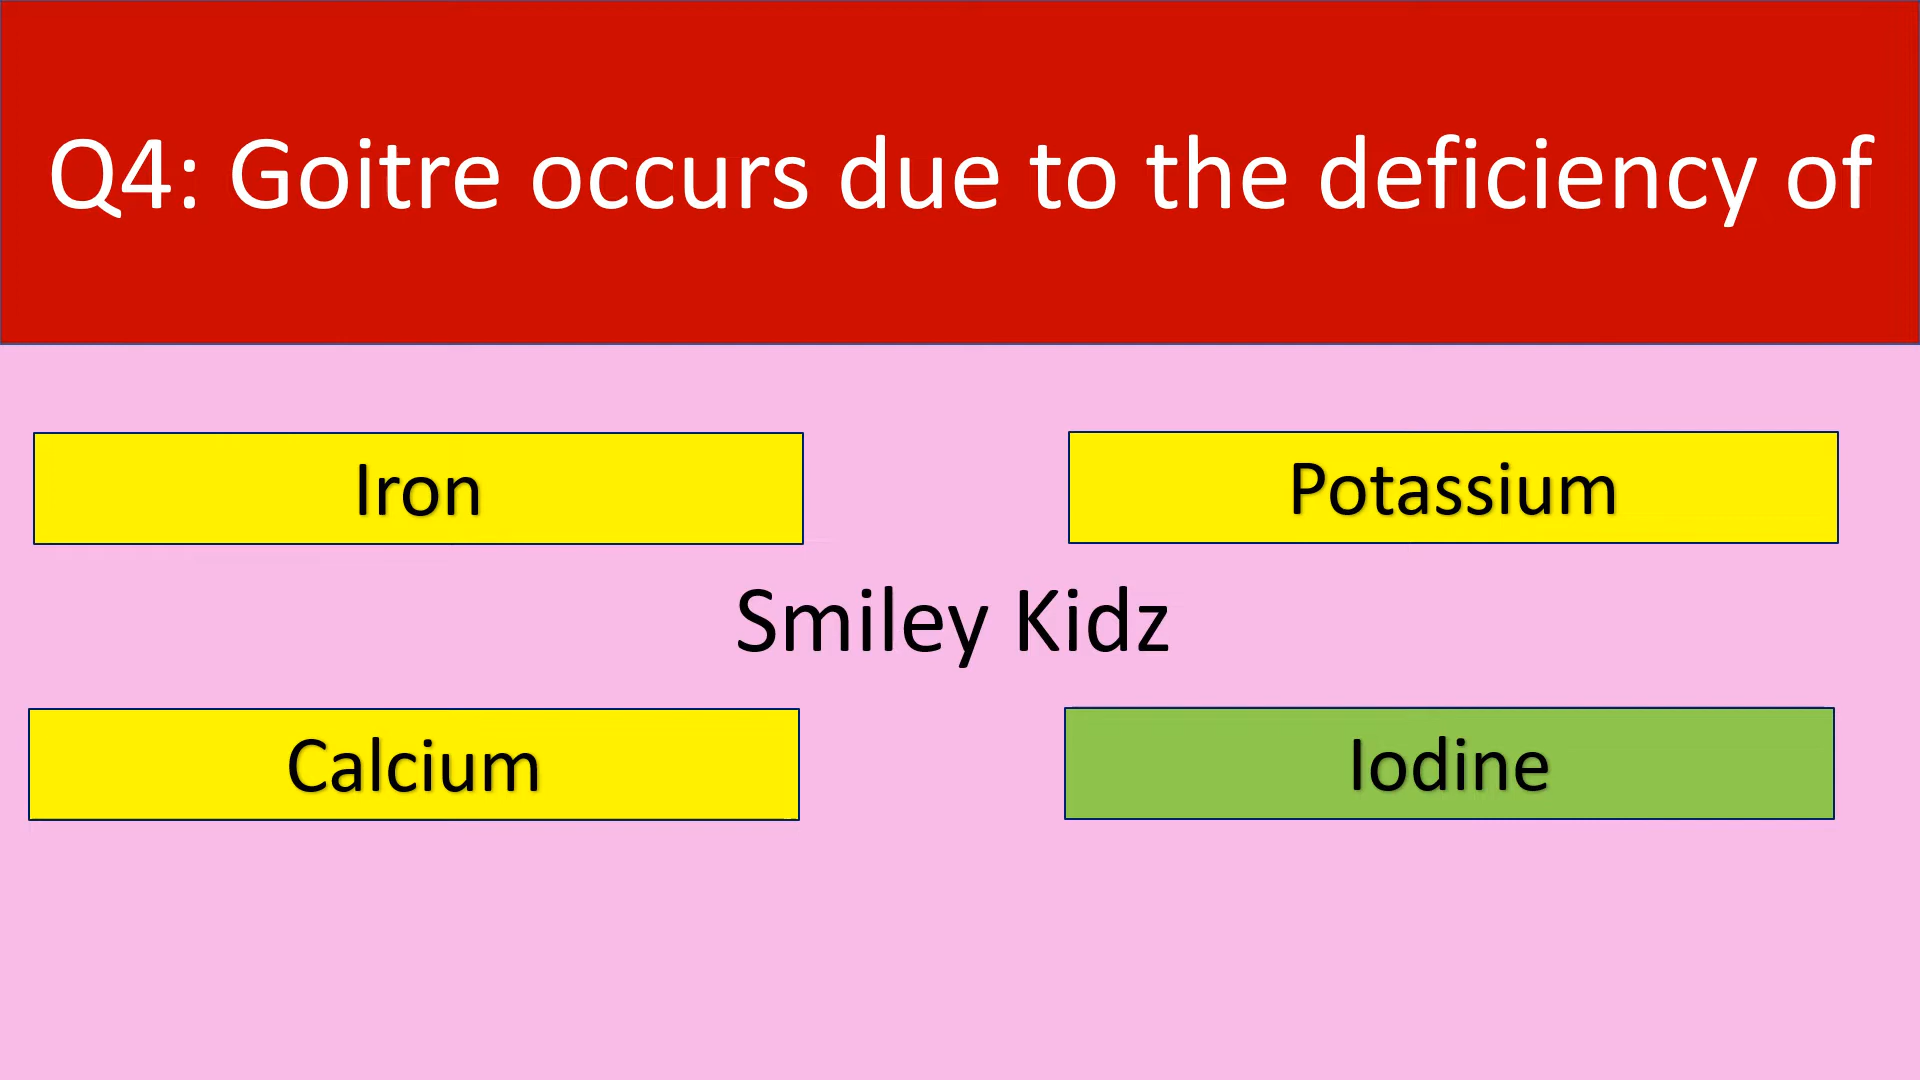 Q4: Goitre occurs due to the deficiency of
Iron
Potassium
Smiley Kidz
Calcium
Iodine